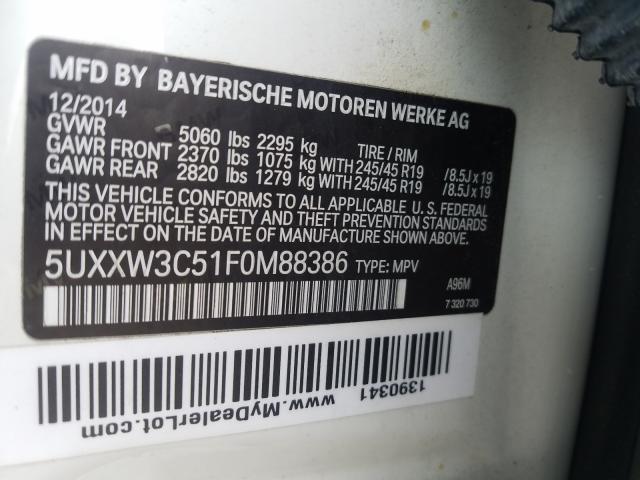 MFD BY BAYERISCHE MOTOREN WERKE AG
12/2014
GVWR 5060 lbs 2295 kg TIRE / RIM
GAWR FRONT 2370 lbs 1075 kg WITH 245/45 R19 /8.5J x 19
GAWR REAR 2820 lbs 1279 kg WITH 245/45 R19 /8.5J x 19
THIS VEHICLE CONFORMS TO ALL APPLICABLE U. S. FEDERAL
MOTOR VEHICLE SAFETY AND THEFT PREVENTION STANDARDS
IN EFFECT ON THE DATE OF MANUFACTURE SHOWN ABOVE.
5UXXW3C51F0M88386 TYPE: MPV
A96M
7 320 730
1390341
www.MyDealerLot.com